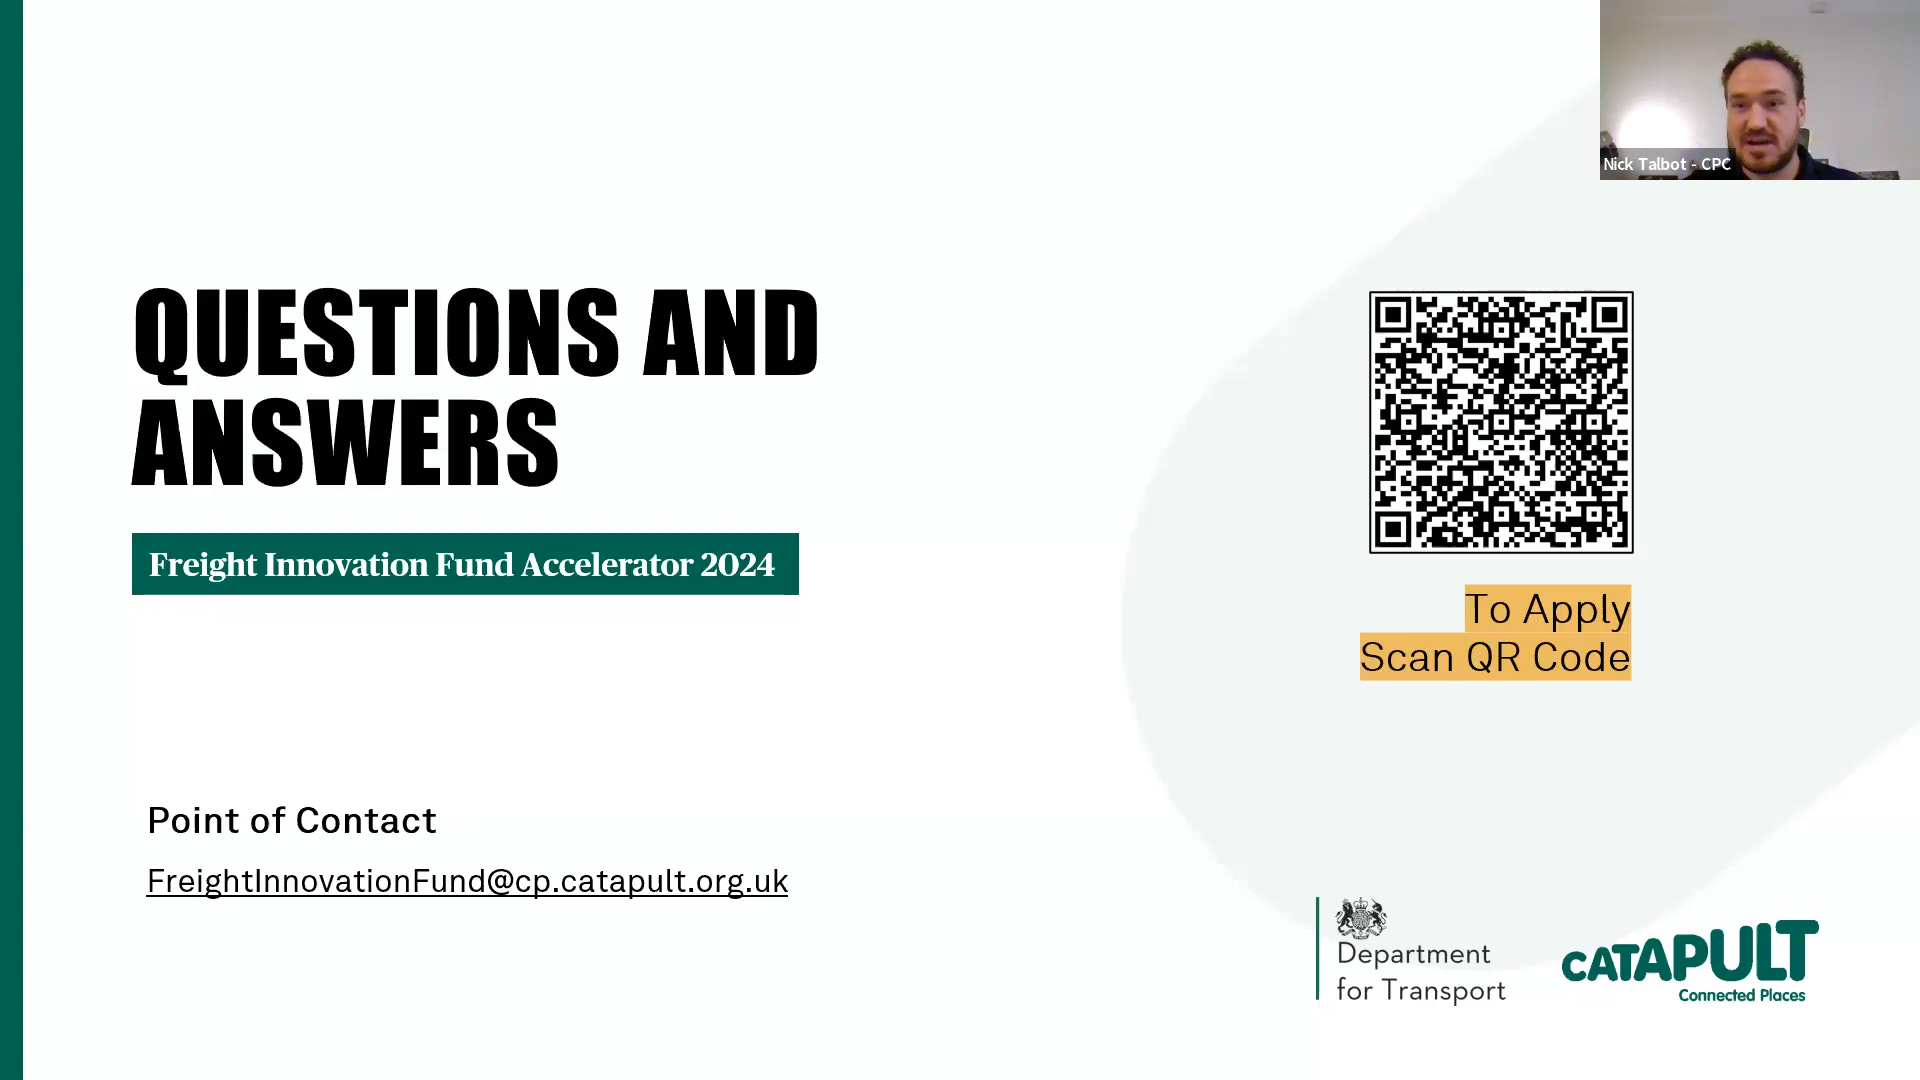 Nick Talbot - CPC
QUESTIONS AND
ANSWERS
Freight Innovation Fund Accelerator 2024
To Apply
Scan QR Code
Point of Contact
FreightInnovationFund@cp.catapult.org.uk
Department
for Transport
CATAPULT
Connected Places